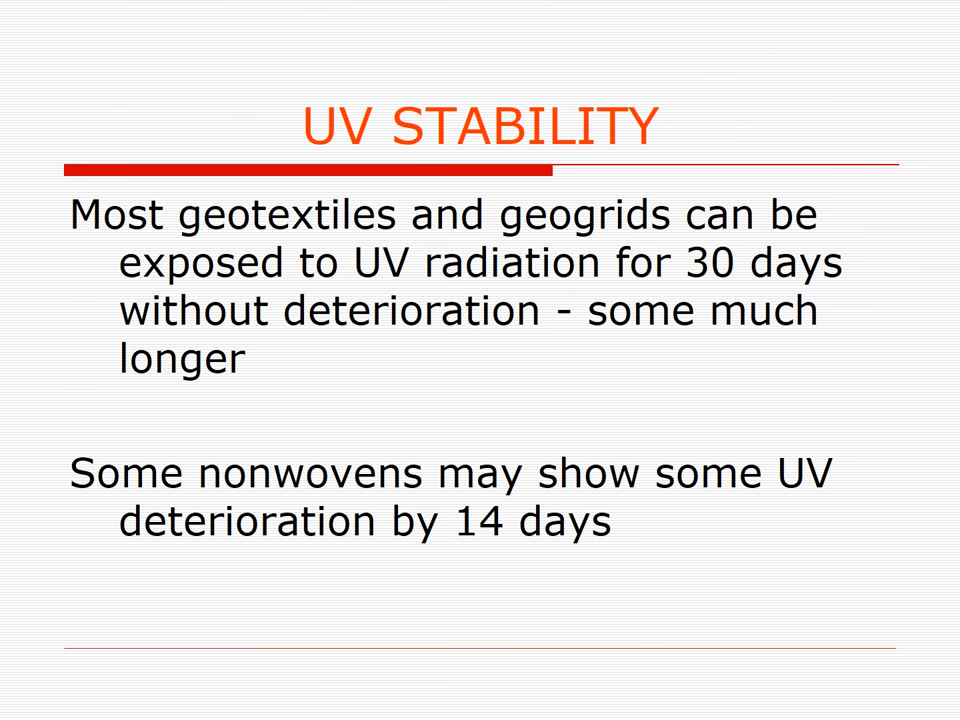 UV STABILITY
Most geotextiles and geogrids can be
exposed to UV radiation for 30 days
without deterioration - some much
longer
Some nonwovens may show some UV
deterioration by 14 days